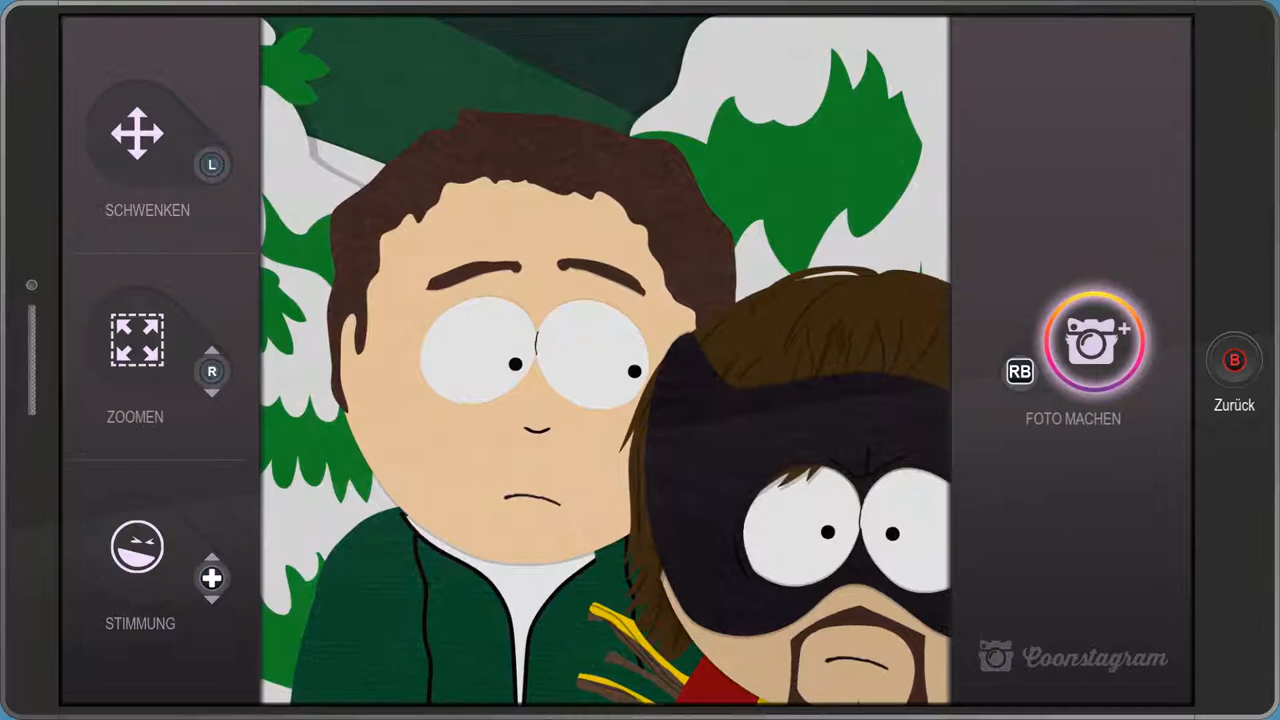 L
SCHWENKEN
R
ZOOMEN
STIMMUNG
RB
FOTO MACHEN
B
Zurück
Coonstagram